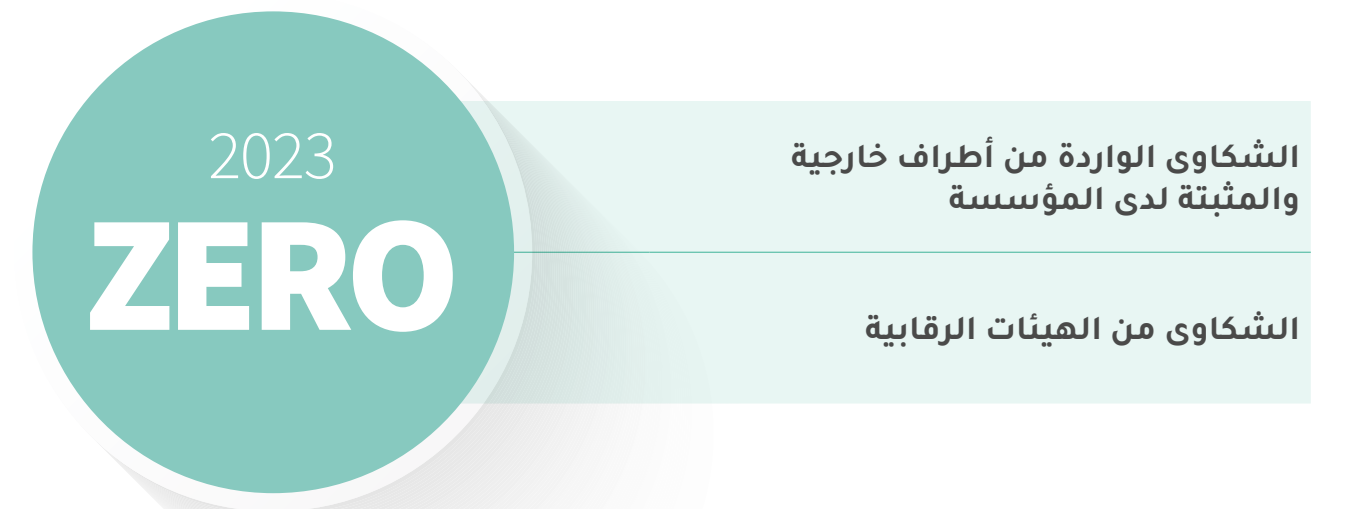 2023
ZERO
الشكاوى الواردة من أطراف خارجية
والمثبتة لدى المؤسسة
الشكاوى من الهيئات الرقابية